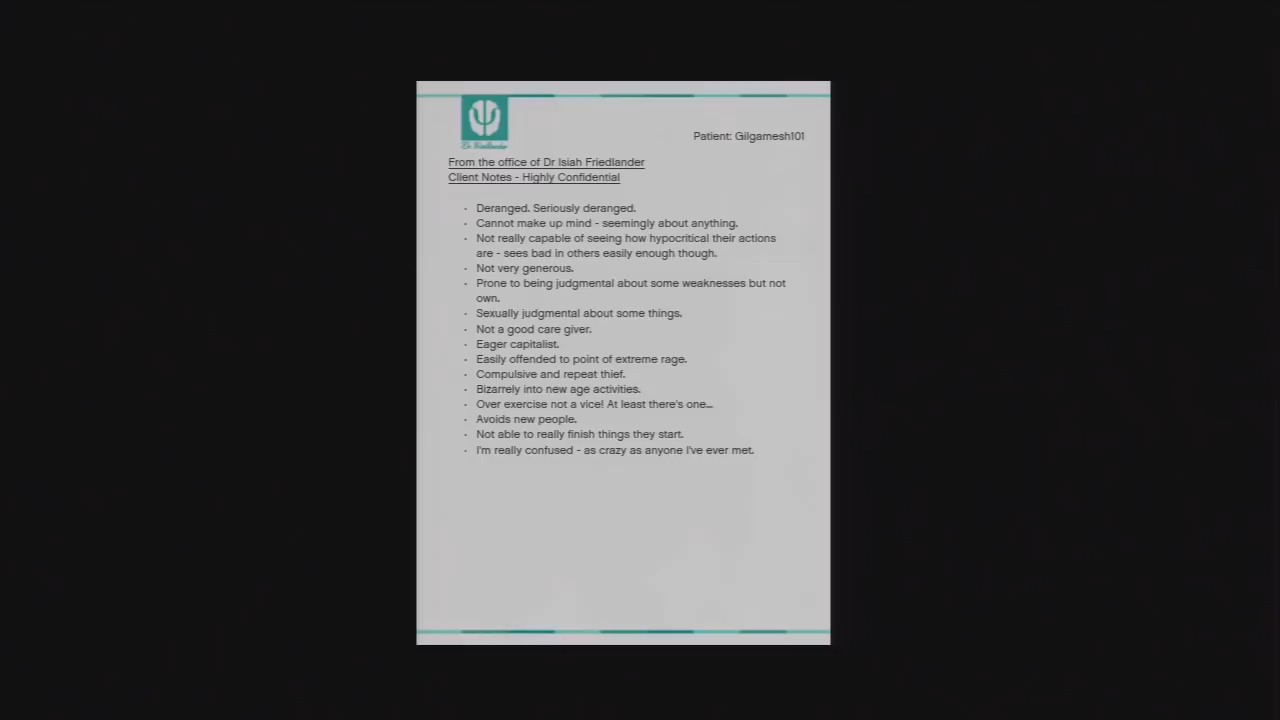 Dr Friedlander
Patient: Gilgamesh101
From the office of Dr Isiah Friedlander
Client Notes - Highly Confidential
- Deranged. Seriously deranged.
- Cannot make up mind - seemingly about anything.
- Not really capable of seeing how hypocritical their actions
are - sees bad in others easily enough though.
- Not very generous.
- Prone to being judgmental about some weaknesses but not
own.
- Sexually judgmental about some things.
- Not a good care giver.
- Eager capitalist.
- Easily offended to point of extreme rage.
- Compulsive and repeat thief.
- Bizarrely into new age activities.
- Over exercise not a vice! At least there's one...
- Avoids new people.
- Not able to really finish things they start.
- I'm really confused - as crazy as anyone I've ever met.